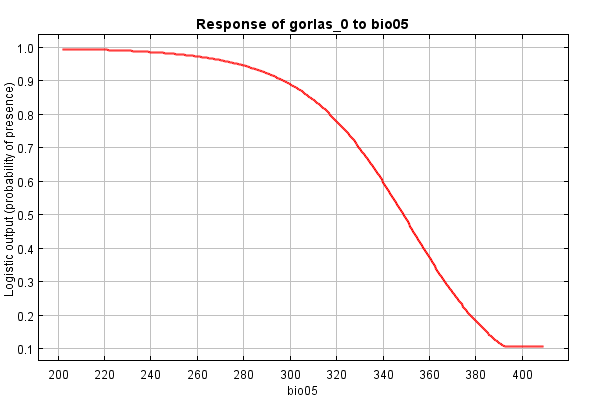 Response of gorlas_0 to bio05
Logistic output (probability of presence)
1.0
0.9
0.8
0.7
0.6
0.5
0.4
0.3
0.2
0.1
200 220 240 260 280 300 320 340 360 380 400
bio05